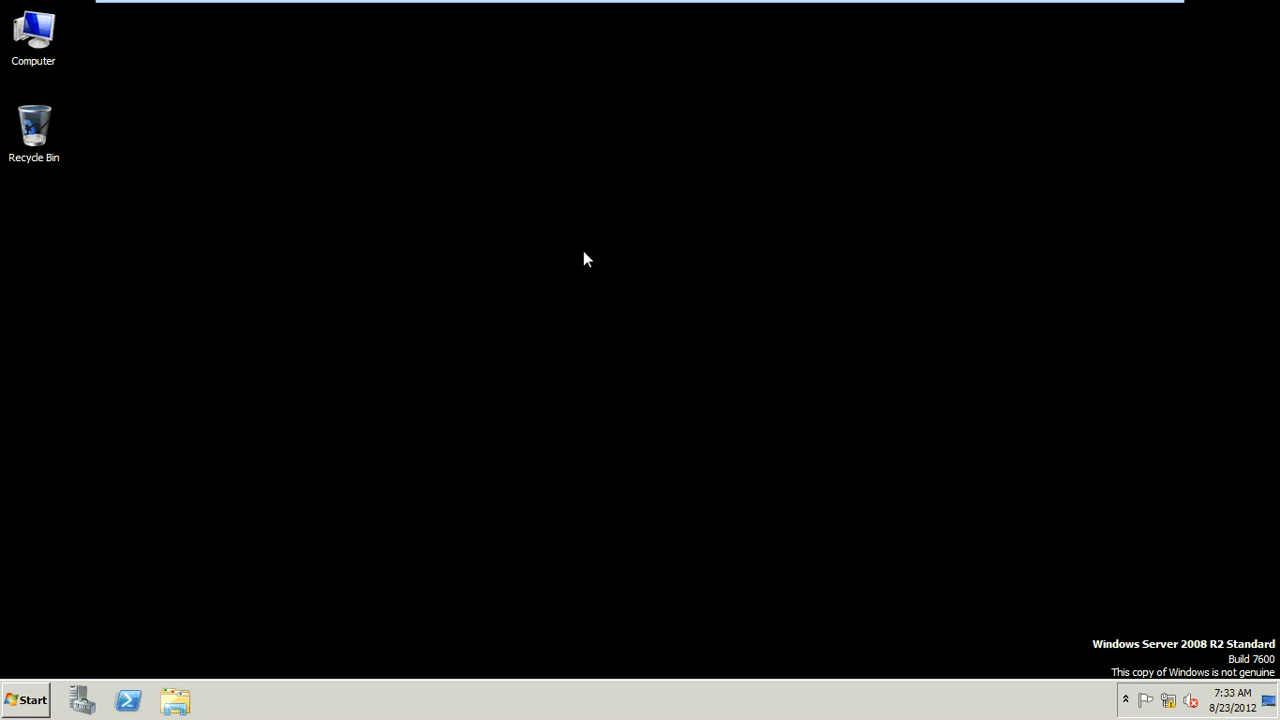 Computer
Recycle Bin
Windows Server 2008 R2 Standard
Build 7600
This copy of Windows is not genuine
Start
7:33 AM
8/23/2012